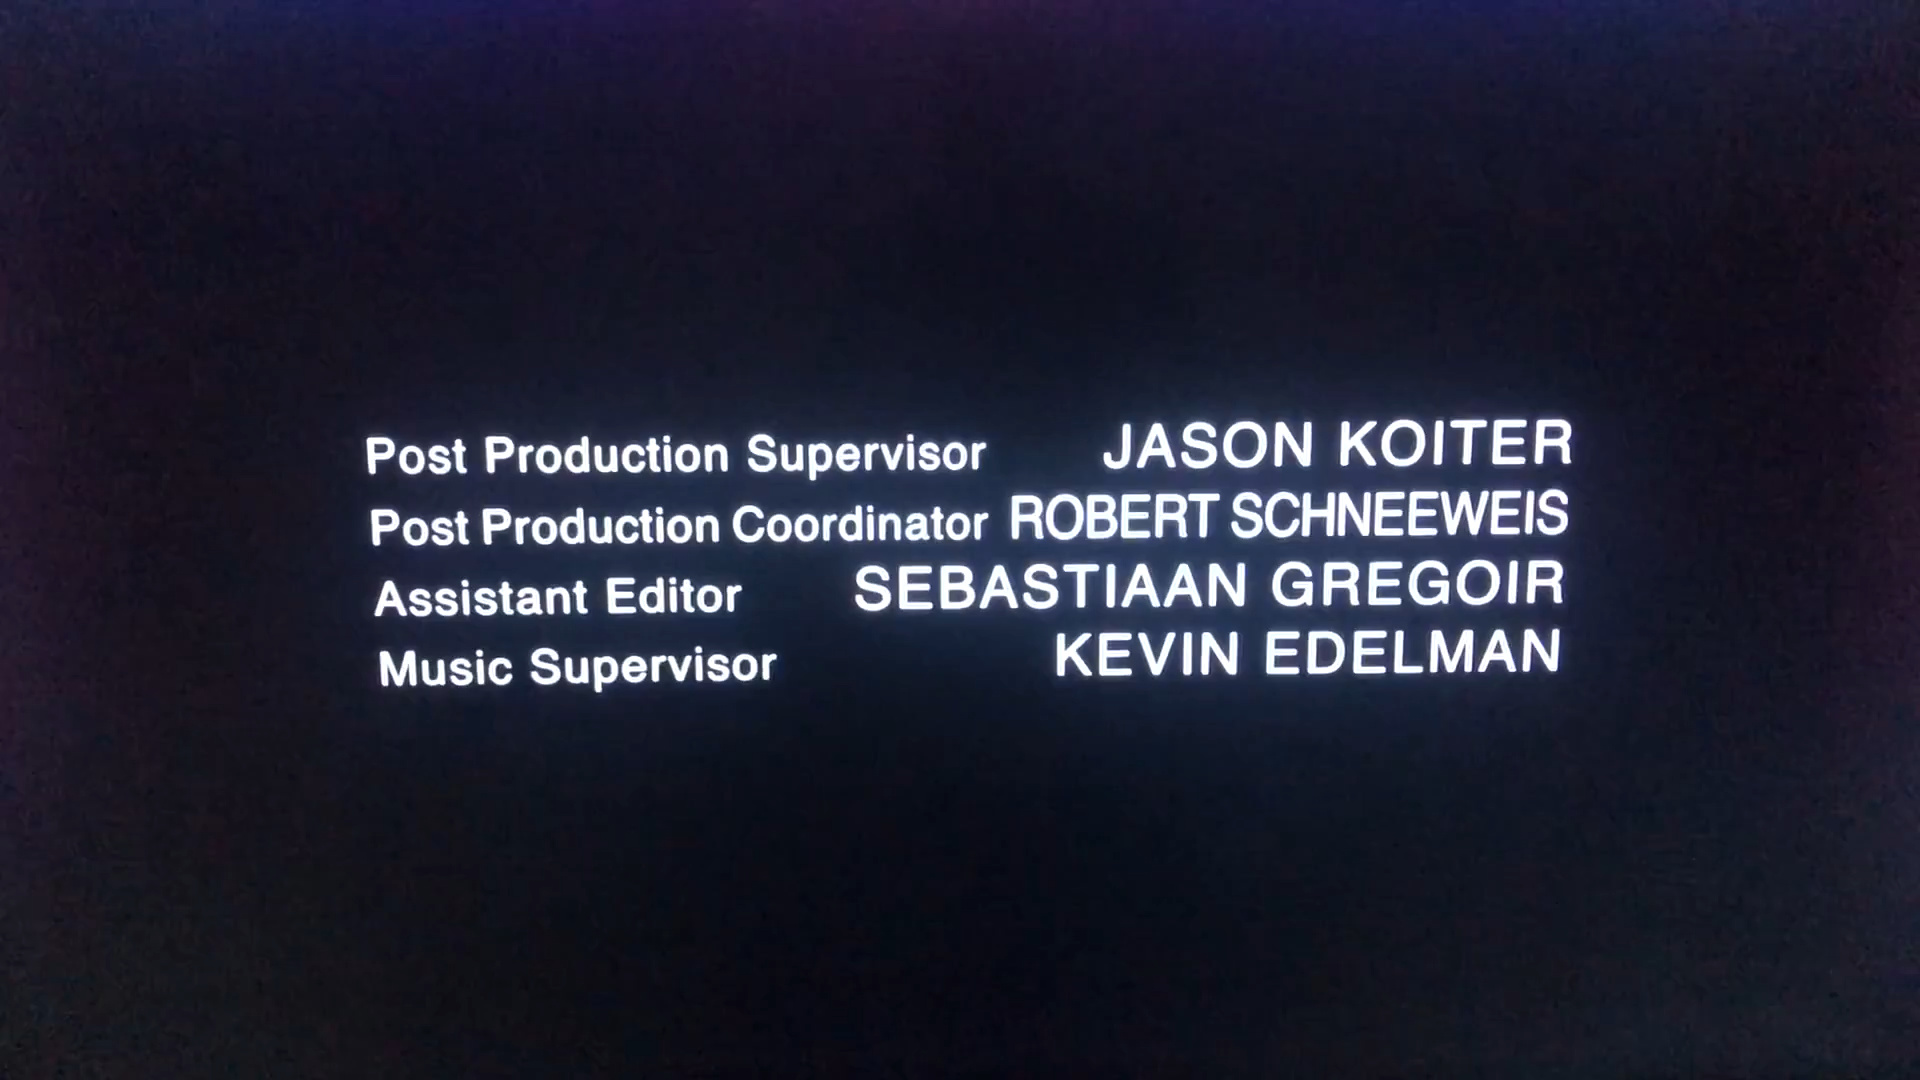 Post Production Supervisor JASON KOITER
Post Production Coordinator ROBERT SCHNEEWEIS
Assistant Editor SEBASTIAAN GREGOIR
Music Supervisor KEVIN EDELMAN